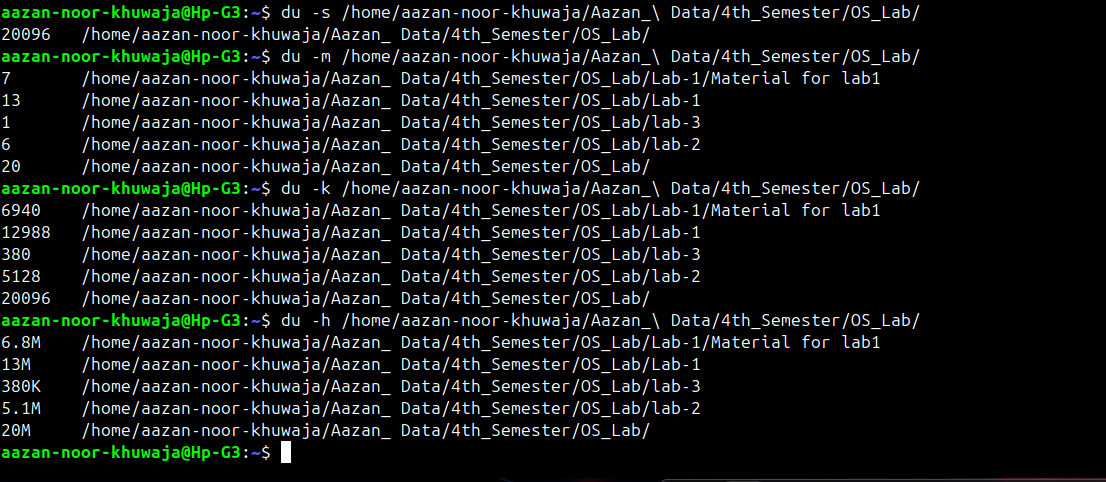 aazan-noor-khuwaja@Hp-G3:~$ du -s /home/aazan-noor-khuwaja/Aazan_\ Data/4th_Semester/OS_Lab/
20096	/home/aazan-noor-khuwaja/Aazan_ Data/4th_Semester/OS_Lab/
aazan-noor-khuwaja@Hp-G3:~$ du -m /home/aazan-noor-khuwaja/Aazan_\ Data/4th_Semester/OS_Lab/
7	/home/aazan-noor-khuwaja/Aazan_ Data/4th_Semester/OS_Lab/Lab-1/Material for lab1
13	/home/aazan-noor-khuwaja/Aazan_ Data/4th_Semester/OS_Lab/Lab-1
1	/home/aazan-noor-khuwaja/Aazan_ Data/4th_Semester/OS_Lab/lab-3
6	/home/aazan-noor-khuwaja/Aazan_ Data/4th_Semester/OS_Lab/lab-2
20	/home/aazan-noor-khuwaja/Aazan_ Data/4th_Semester/OS_Lab/
aazan-noor-khuwaja@Hp-G3:~$ du -k /home/aazan-noor-khuwaja/Aazan_\ Data/4th_Semester/OS_Lab/
6940	/home/aazan-noor-khuwaja/Aazan_ Data/4th_Semester/OS_Lab/Lab-1/Material for lab1
12988	/home/aazan-noor-khuwaja/Aazan_ Data/4th_Semester/OS_Lab/Lab-1
380	/home/aazan-noor-khuwaja/Aazan_ Data/4th_Semester/OS_Lab/lab-3
5128	/home/aazan-noor-khuwaja/Aazan_ Data/4th_Semester/OS_Lab/lab-2
20096	/home/aazan-noor-khuwaja/Aazan_ Data/4th_Semester/OS_Lab/
aazan-noor-khuwaja@Hp-G3:~$ du -h /home/aazan-noor-khuwaja/Aazan_\ Data/4th_Semester/OS_Lab/
6.8M	/home/aazan-noor-khuwaja/Aazan_ Data/4th_Semester/OS_Lab/Lab-1/Material for lab1
13M	/home/aazan-noor-khuwaja/Aazan_ Data/4th_Semester/OS_Lab/Lab-1
380K	/home/aazan-noor-khuwaja/Aazan_ Data/4th_Semester/OS_Lab/lab-3
5.1M	/home/aazan-noor-khuwaja/Aazan_ Data/4th_Semester/OS_Lab/lab-2
20M	/home/aazan-noor-khuwaja/Aazan_ Data/4th_Semester/OS_Lab/
aazan-noor-khuwaja@Hp-G3:~$